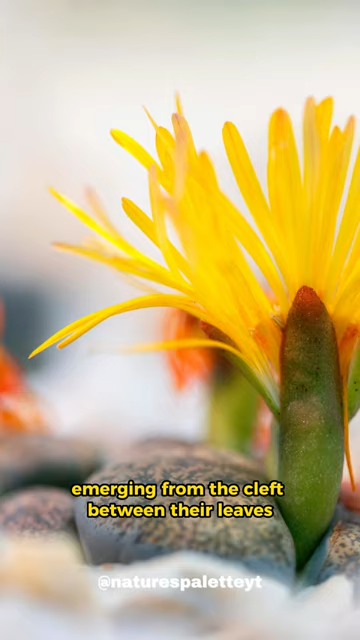 emerging from the cleft
between their leaves
@naturespaletteyt